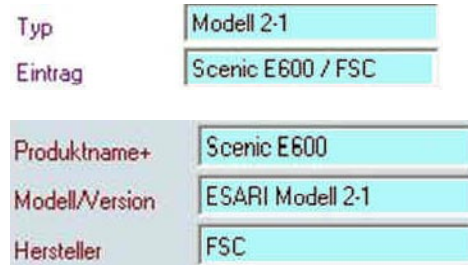 Typ Modell 2-1
Eintrag Scenic E600 / FSC
Produktname+ Scenic E600
Modell/Version ESARI Modell 2-1
Hersteller FSC